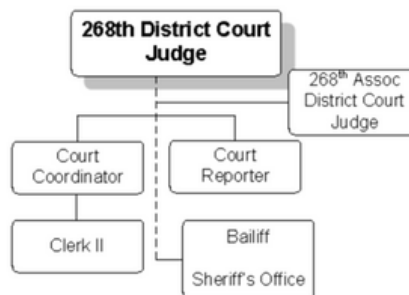 268th District Court
Judge
268th Assoc
District Court
Judge
Court
Coordinator
Court
Reporter
Clerk II
Bailiff
Sheriff's Office